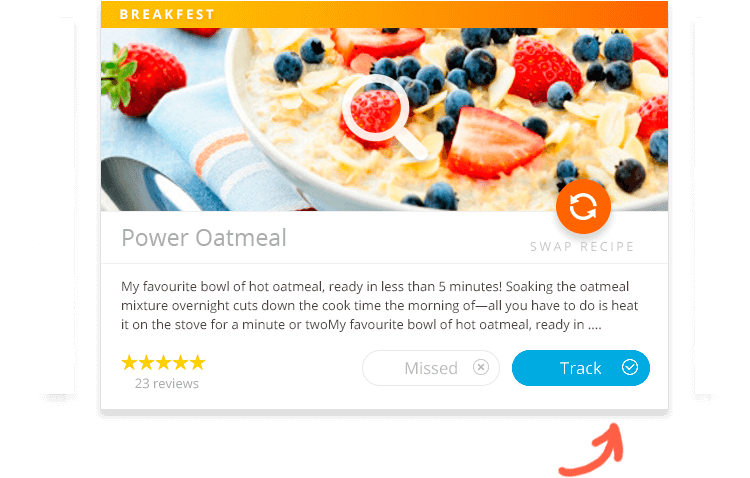 BREAKFEST
Power Oatmeal
SWAP RECIPE
My favourite bowl of hot oatmeal, ready in less than 5 minutes! Soaking the oatmeal
mixture overnight cuts down the cook time the morning of—all you have to do is heat
it on the stove for a minute or twoMy favourite bowl of hot oatmeal, ready in ....
Missed
Track
23 reviews